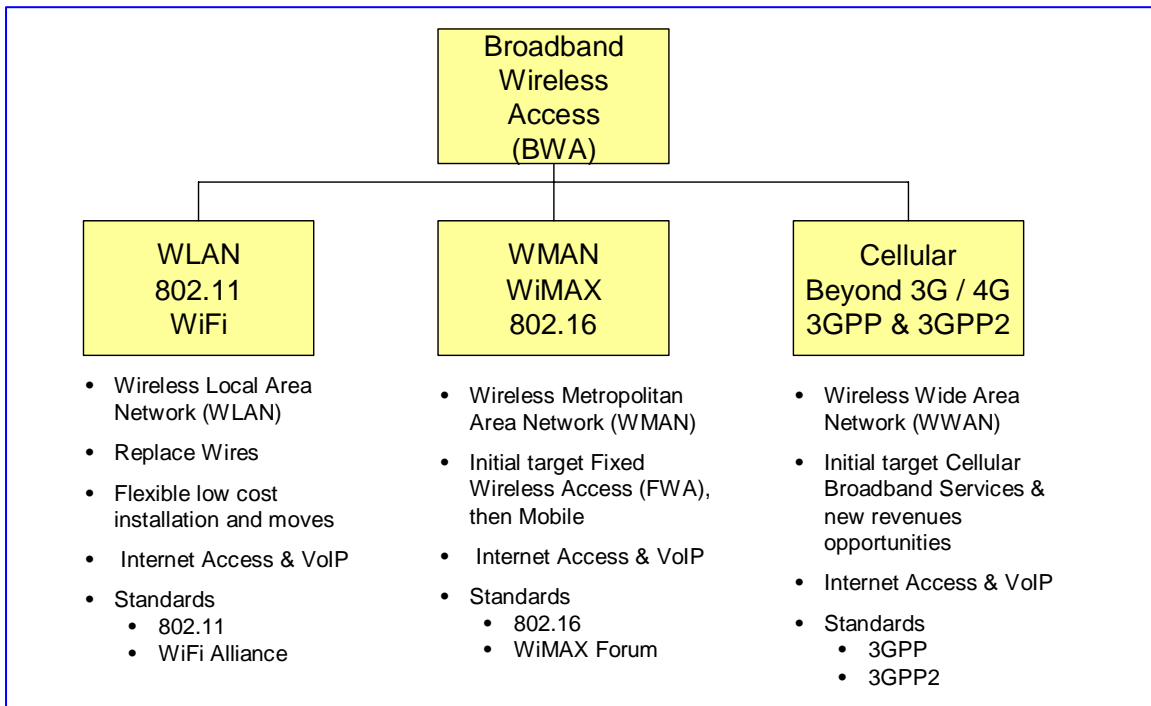 Broadband
Wireless
Access
(BWA)
WLAN
802.11
WiFi
• Wireless Local Area
Network (WLAN)
• Replace Wires
• Flexible low cost
installation and moves
• Internet Access & VoIP
• Standards
• 802.11
• WiFi Alliance
WMAN
WiMAX
802.16
• Wireless Metropolitan
Area Network (WMAN)
• Initial target Fixed
Wireless Access (FWA),
then Mobile
• Internet Access & VoIP
• Standards
• 802.16
• WiMAX Forum
Cellular
Beyond 3G / 4G
3GPP & 3GPP2
• Wireless Wide Area
Network (WWAN)
• Initial target Cellular
Broadband Services &
new revenues
opportunities
• Internet Access & VoIP
• Standards
• 3GPP
• 3GPP2